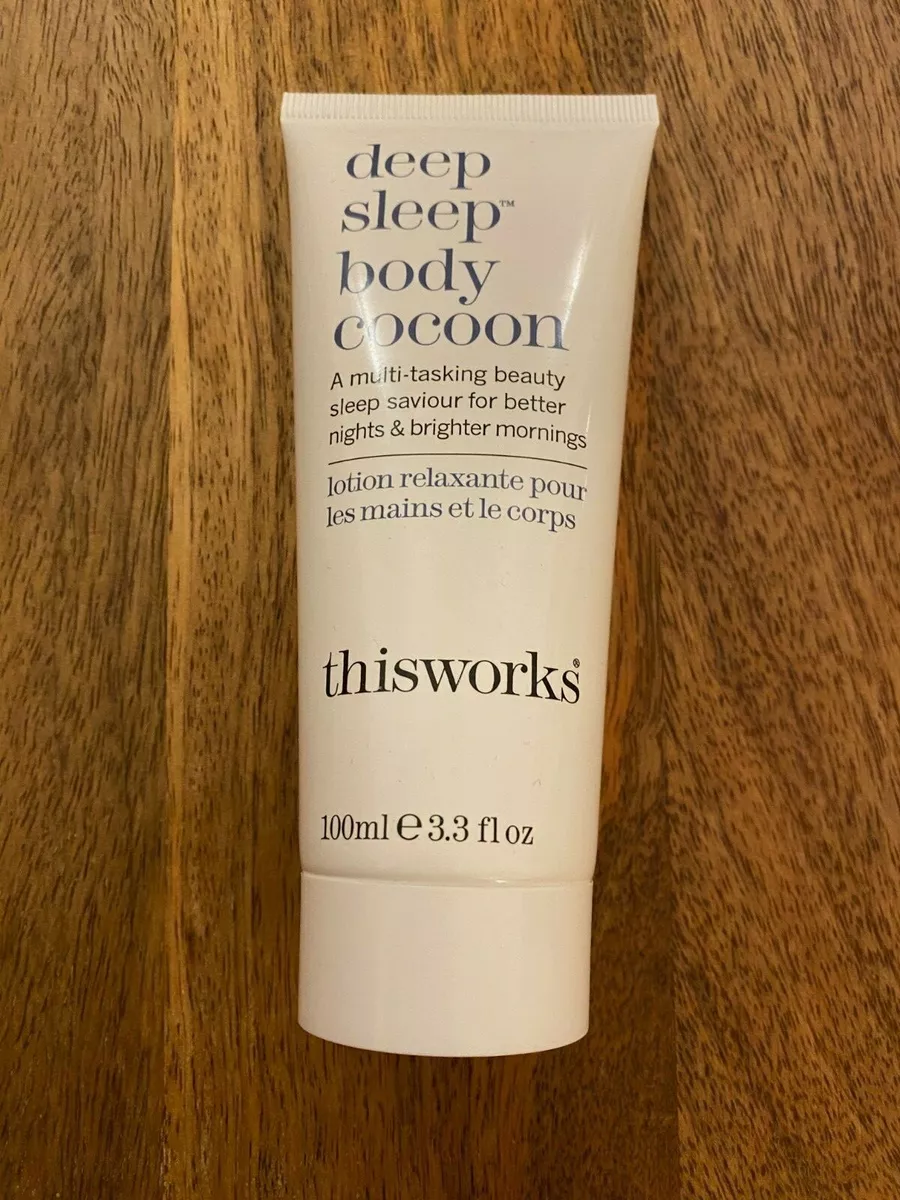 deep
sleep™
body
cocoon
A multi-tasking beauty
sleep saviour for better
nights & brighter mornings
lotion relaxante pour
les mains et le corps
thisworks®
100ml ℮ 3.3 fl oz